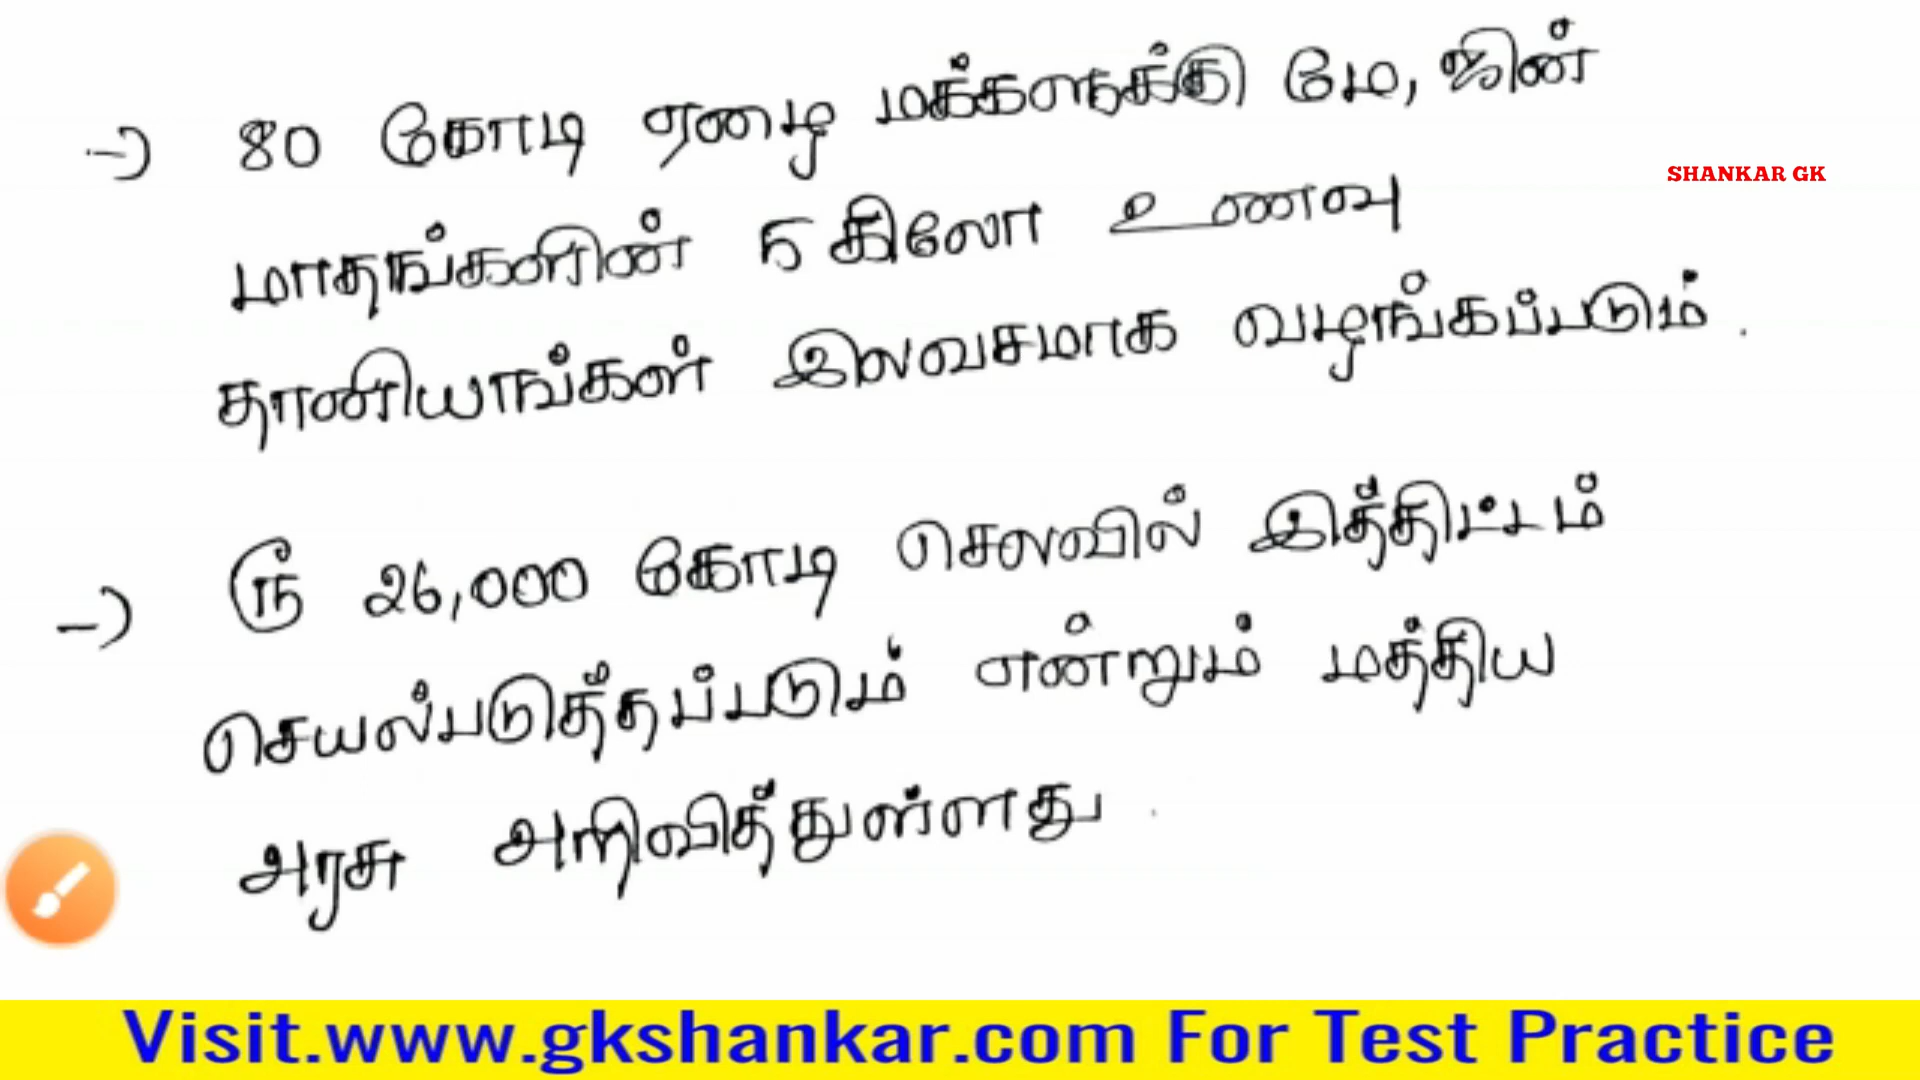 -) 80 கோடி ஏழை மக்களுக்கு மே, ஜின்
SHANKAR GK
மாதங்களின் 5 கிலோ உணவு
தானியாங்கள் இலவசமாக வழங்கப்படும்.
-) ரூ 26,000 கோடி செலவில் இத்திட்டம்
செயல்படுத்தப்படும் என்றும் மத்திய
அரசு அறிவித்துள்ளது.
Visit.www.gkshankar.com For Test Practice